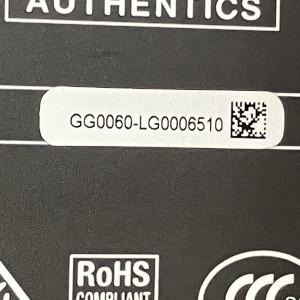 AUTHENTICS
GG0060-LG0006510
RoHS
COMPLIANT